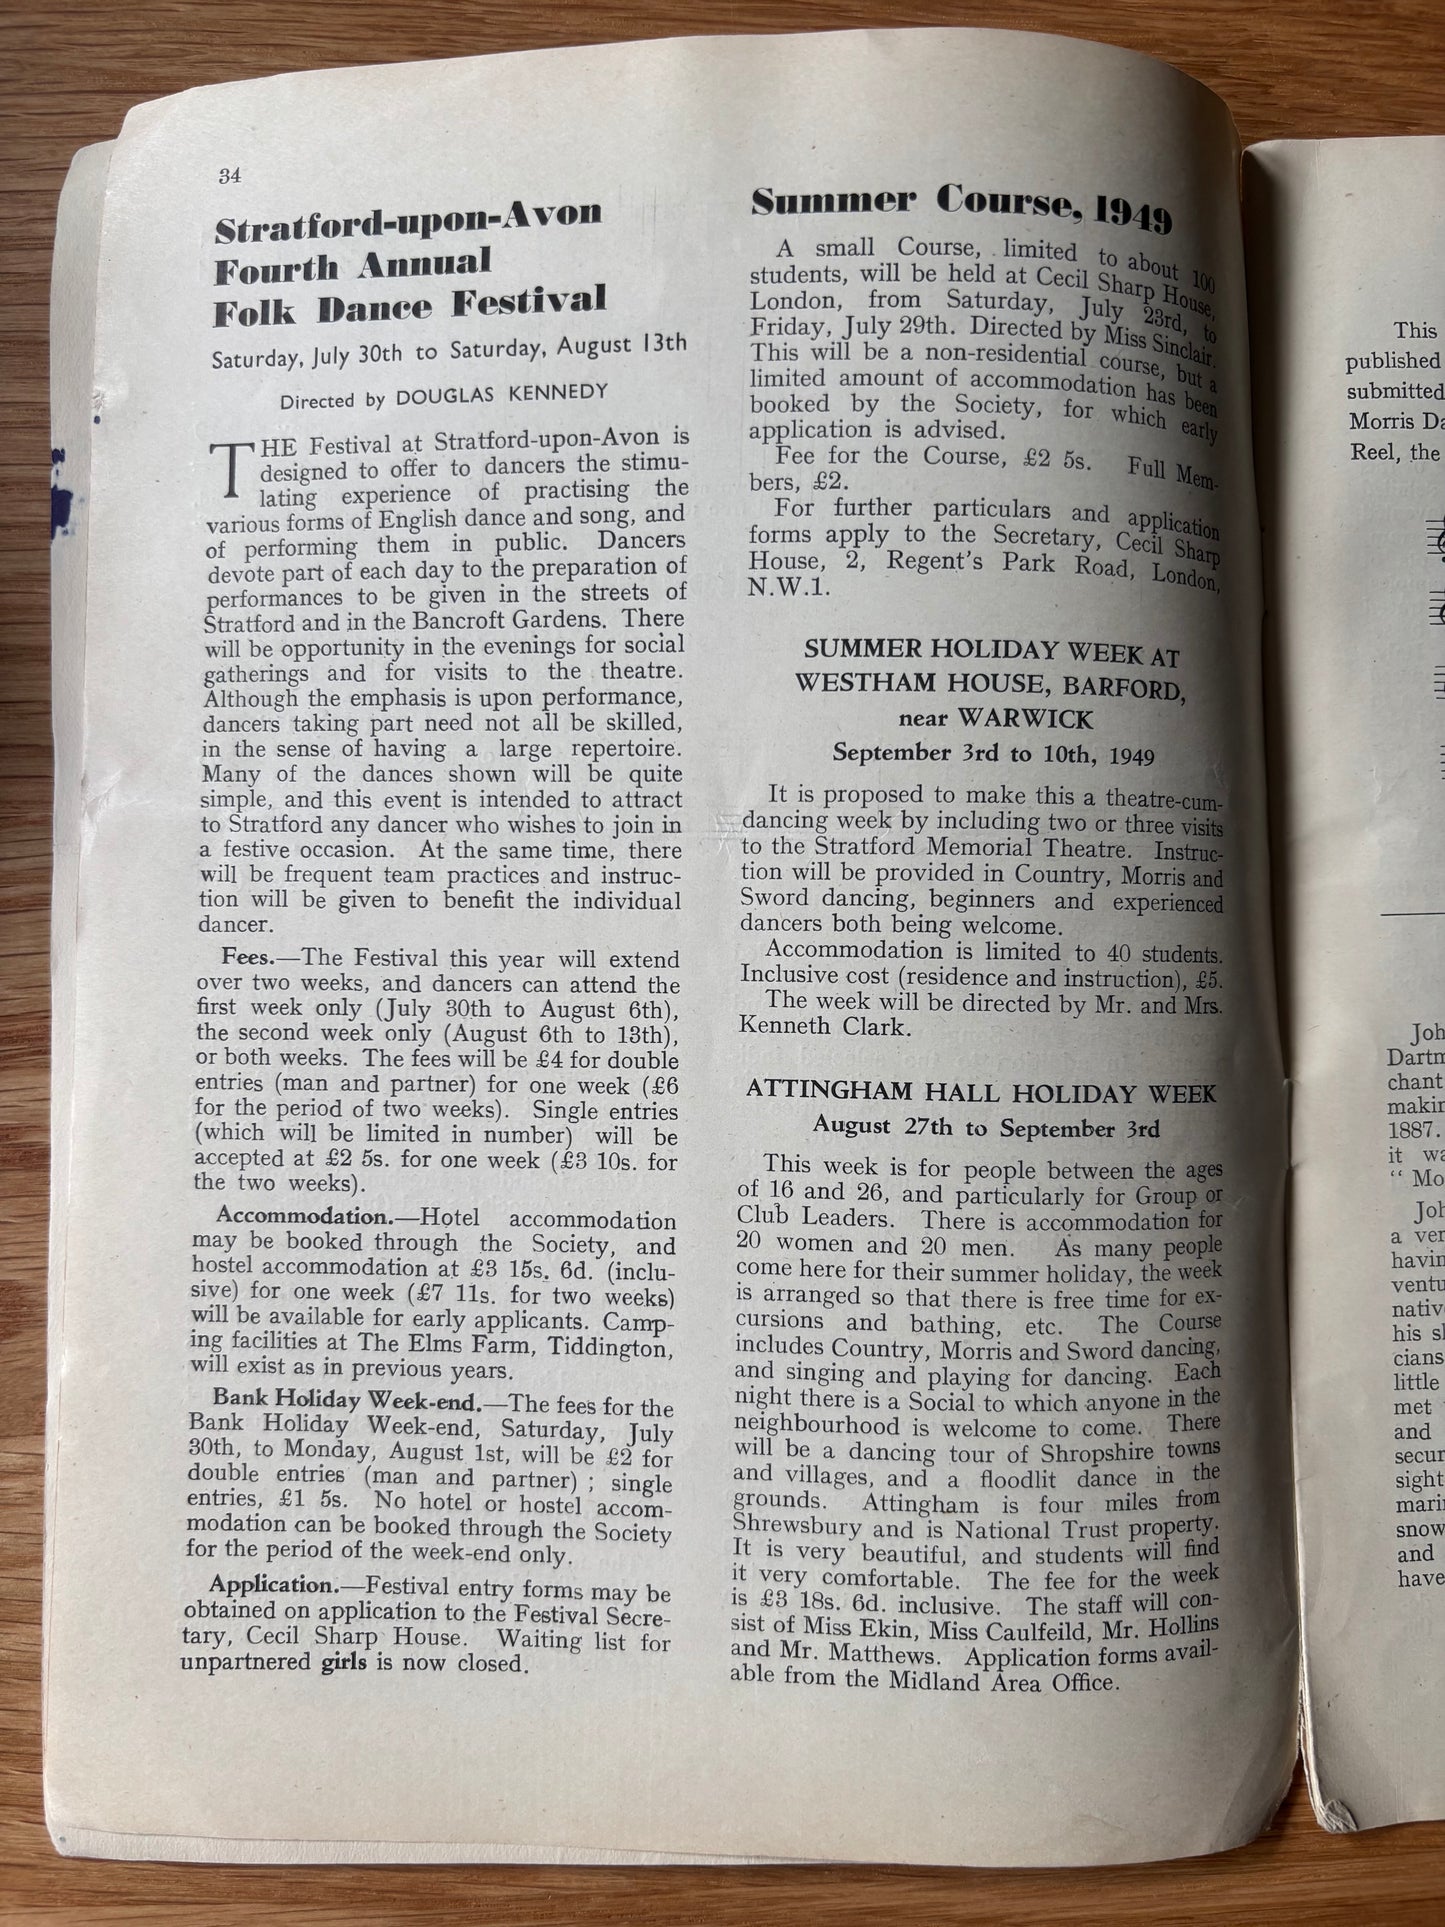 34
Stratford-upon-Avon
Fourth Annual
Folk Dance Festival
Saturday, July 30th to Saturday, August 13th
Directed by DOUGLAS KENNEDY
THE Festival at Stratford-upon-Avon is
designed to offer to dancers the stimu-
lating experience of practising the
various forms of English dance and song, and
of performing them in public. Dancers
devote part of each day to the preparation of
performances to be given in the streets of
Stratford and in the Bancroft Gardens. There
will be opportunity in the evenings for social
gatherings and for visits to the theatre.
Although the emphasis is upon performance,
dancers taking part need not all be skilled,
in the sense of having a large repertoire.
Many of the dances shown will be quite
simple, and this event is intended to attract
to Stratford any dancer who wishes to join in
a festive occasion. At the same time, there
will be frequent team practices and instruc-
tion will be given to benefit the individual
dancer.
Fees.—The Festival this year will extend
over two weeks, and dancers can attend the
first week only (July 30th to August 6th),
the second week only (August 6th to 13th),
or both weeks. The fees will be £4 for double
entries (man and partner) for one week (£6
for the period of two weeks). Single entries
(which will be limited in number) will be
accepted at £2 5s. for one week (£3 10s. for
the two weeks).
Accommodation.—Hotel accommodation
may be booked through the Society, and
hostel accommodation at £3 15s. 6d. (inclu-
sive) for one week (£7 11s. for two weeks)
will be available for early applicants. Camp-
ing facilities at The Elms Farm, Tiddington,
will exist as in previous years.
Bank Holiday Week-end.—The fees for the
Bank Holiday Week-end, Saturday, July
30th, to Monday, August 1st, will be £2 for
double entries (man and partner) ; single
entries, £1 5s. No hotel or hostel accom-
modation can be booked through the Society
for the period of the week-end only.
Application.—Festival entry forms may be
obtained on application to the Festival Secre-
tary, Cecil Sharp House. Waiting list for
unpartnered girls is now closed.
Summer Course, 1949
A small Course, limited to about 100
students, will be held at Cecil Sharp House,
London, from Saturday, July 23rd, to
Friday, July 29th. Directed by Miss Sinclair.
This will be a non-residential course, but a
limited amount of accommodation has been
booked by the Society, for which early
application is advised.
Fee for the Course, £2 5s. Full Mem-
bers, £2.
For further particulars and application
forms apply to the Secretary, Cecil Sharp
House, 2, Regent's Park Road, London,
N.W.1.
SUMMER HOLIDAY WEEK AT
WESTHAM HOUSE, BARFORD,
near WARWICK
September 3rd to 10th, 1949
It is proposed to make this a theatre-cum-
dancing week by including two or three visits
to the Stratford Memorial Theatre. Instruc-
tion will be provided in Country, Morris and
Sword dancing, beginners and experienced
dancers both being welcome.
Accommodation is limited to 40 students.
Inclusive cost (residence and instruction), £5.
The week will be directed by Mr. and Mrs.
Kenneth Clark.
ATTINGHAM HALL HOLIDAY WEEK
August 27th to September 3rd
This week is for people between the ages
of 16 and 26, and particularly for Group or
Club Leaders. There is accommodation for
20 women and 20 men. As many people
come here for their summer holiday, the week
is arranged so that there is free time for ex-
cursions and bathing, etc. The Course
includes Country, Morris and Sword dancing,
and singing and playing for dancing. Each
night there is a Social to which anyone in the
neighbourhood is welcome to come. There
will be a dancing tour of Shropshire towns
and villages, and a floodlit dance in the
grounds. Attingham is four miles from
Shrewsbury and is National Trust property.
It is very beautiful, and students will find
it very comfortable. The fee for the week
is £3 18s. 6d. inclusive. The staff will con-
sist of Miss Ekin, Miss Caulfeild, Mr. Hollins
and Mr. Matthews. Application forms avail-
able from the Midland Area Office.
This
published
submitted
Morris Da
Reel, the
Joh
Dartm
chant
makin
1887.
it wa
“ Mo
Joh
a ver
havin
ventu
nativ
his sl
cians
little
met
and
secur
sight
marin
snow
and
have